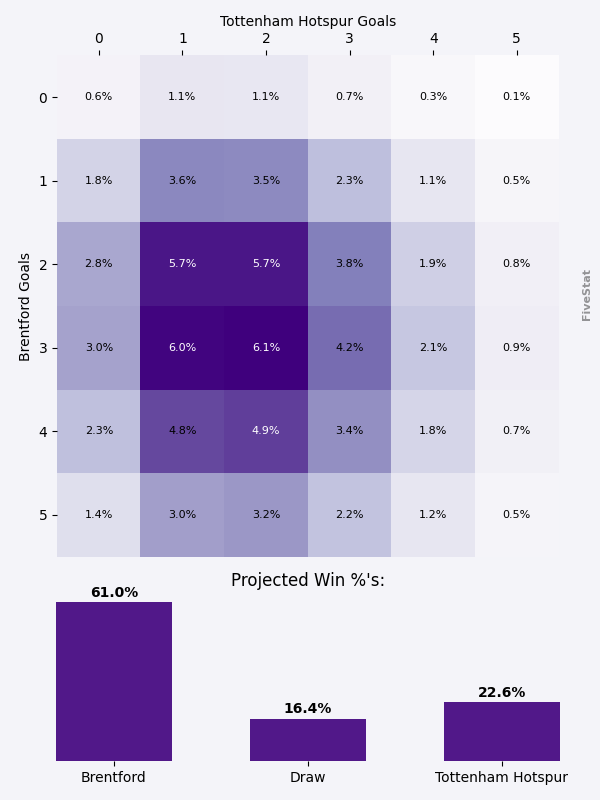 Tottenham Hotspur Goals
0 1 2 3 4 5
0 0.6% 1.1% 1.1% 0.7% 0.3% 0.1%
1 1.8% 3.6% 3.5% 2.3% 1.1% 0.5%
2 2.8% 5.7% 5.7% 3.8% 1.9% 0.8%
3 3.0% 6.0% 6.1% 4.2% 2.1% 0.9%
4 2.3% 4.8% 4.9% 3.4% 1.8% 0.7%
5 1.4% 3.0% 3.2% 2.2% 1.2% 0.5%
Brentford Goals
FiveStat
Projected Win %'s:
61.0% 16.4% 22.6%
Brentford Draw Tottenham Hotspur